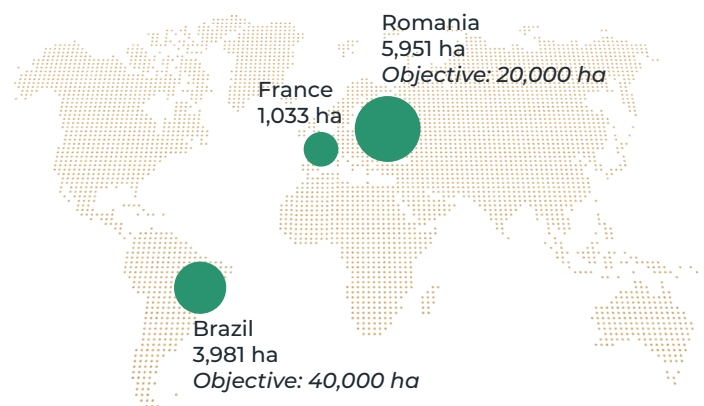 Romania
5,951 ha
Objective: 20,000 ha
France
1,033 ha
Brazil
3,981 ha
Objective: 40,000 ha